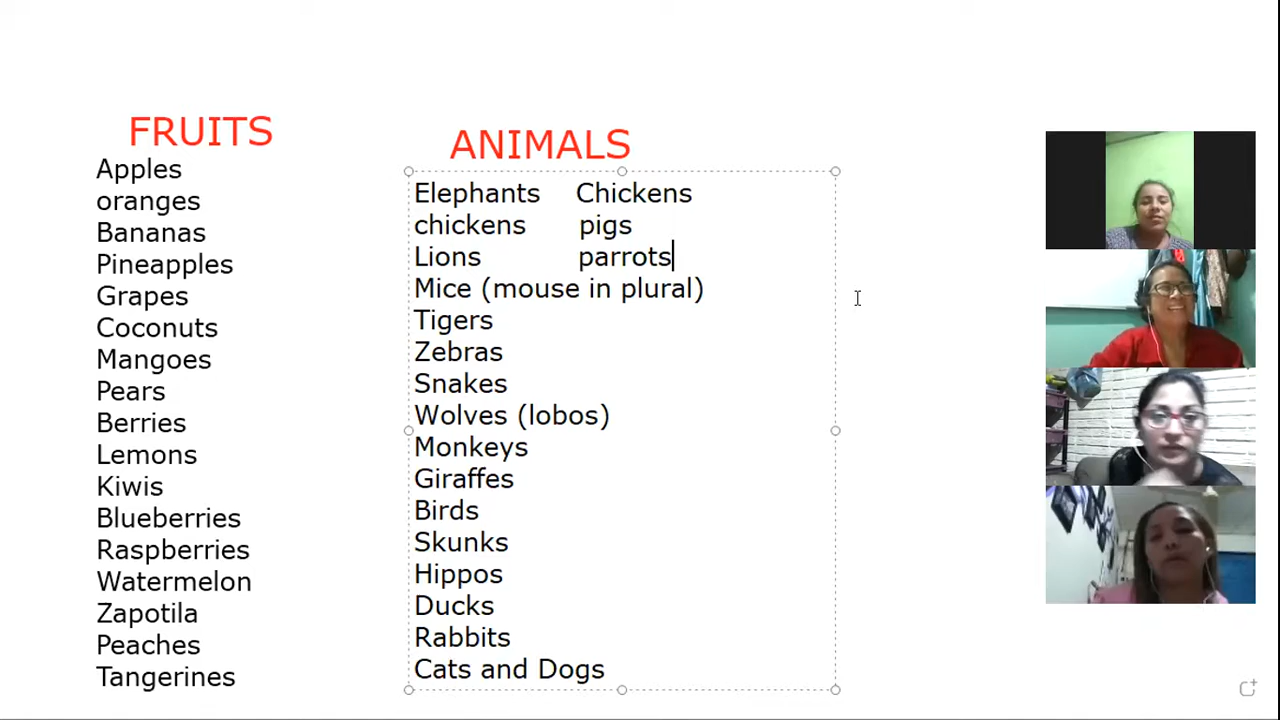 FRUITS
Apples
oranges
Bananas
Pineapples
Grapes
Coconuts
Mangoes
Pears
Berries
Lemons
Kiwis
Blueberries
Raspberries
Watermelon
Zapotila
Peaches
Tangerines
ANIMALS
Elephants Chickens
chickens pigs
Lions parrots
Mice (mouse in plural)
Tigers
Zebras
Snakes
Wolves (lobos)
Monkeys
Giraffes
Birds
Skunks
Hippos
Ducks
Rabbits
Cats and Dogs